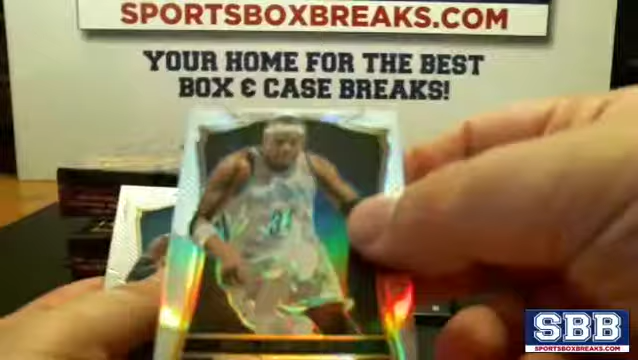 SPORTSBOXBREAKS.COM
YOUR HOME FOR THE BEST
BOX & CASE BREAKS!
SBB
SPORTSBOXBREAKS.COM